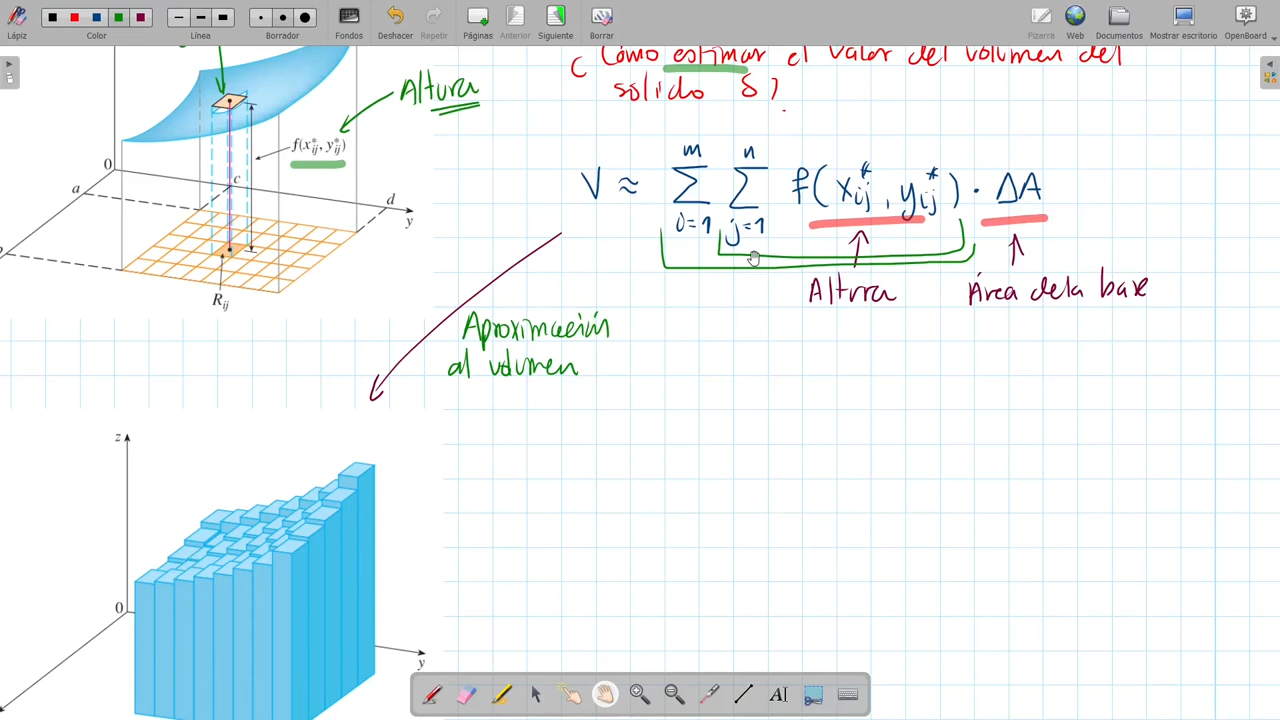 Lápiz
Color
Línea
Borrador
Fondos
Deshacer
Repetir
Páginas
Anterior
Siguiente
Borrar
Pizarra
Web
Documentos
Mostrar escritorio
OpenBoard
¿ Cómo estimar el valor del volumen del
sólido S?
Altura
f(x*ij, y*ij)
0
a
c
d
y
Rij
V ≈ m∑i=1 n∑j=1 f(x*ij, y*ij) · ΔA
Altura
Área de la base
Aproximación
al volumen
z
0
y